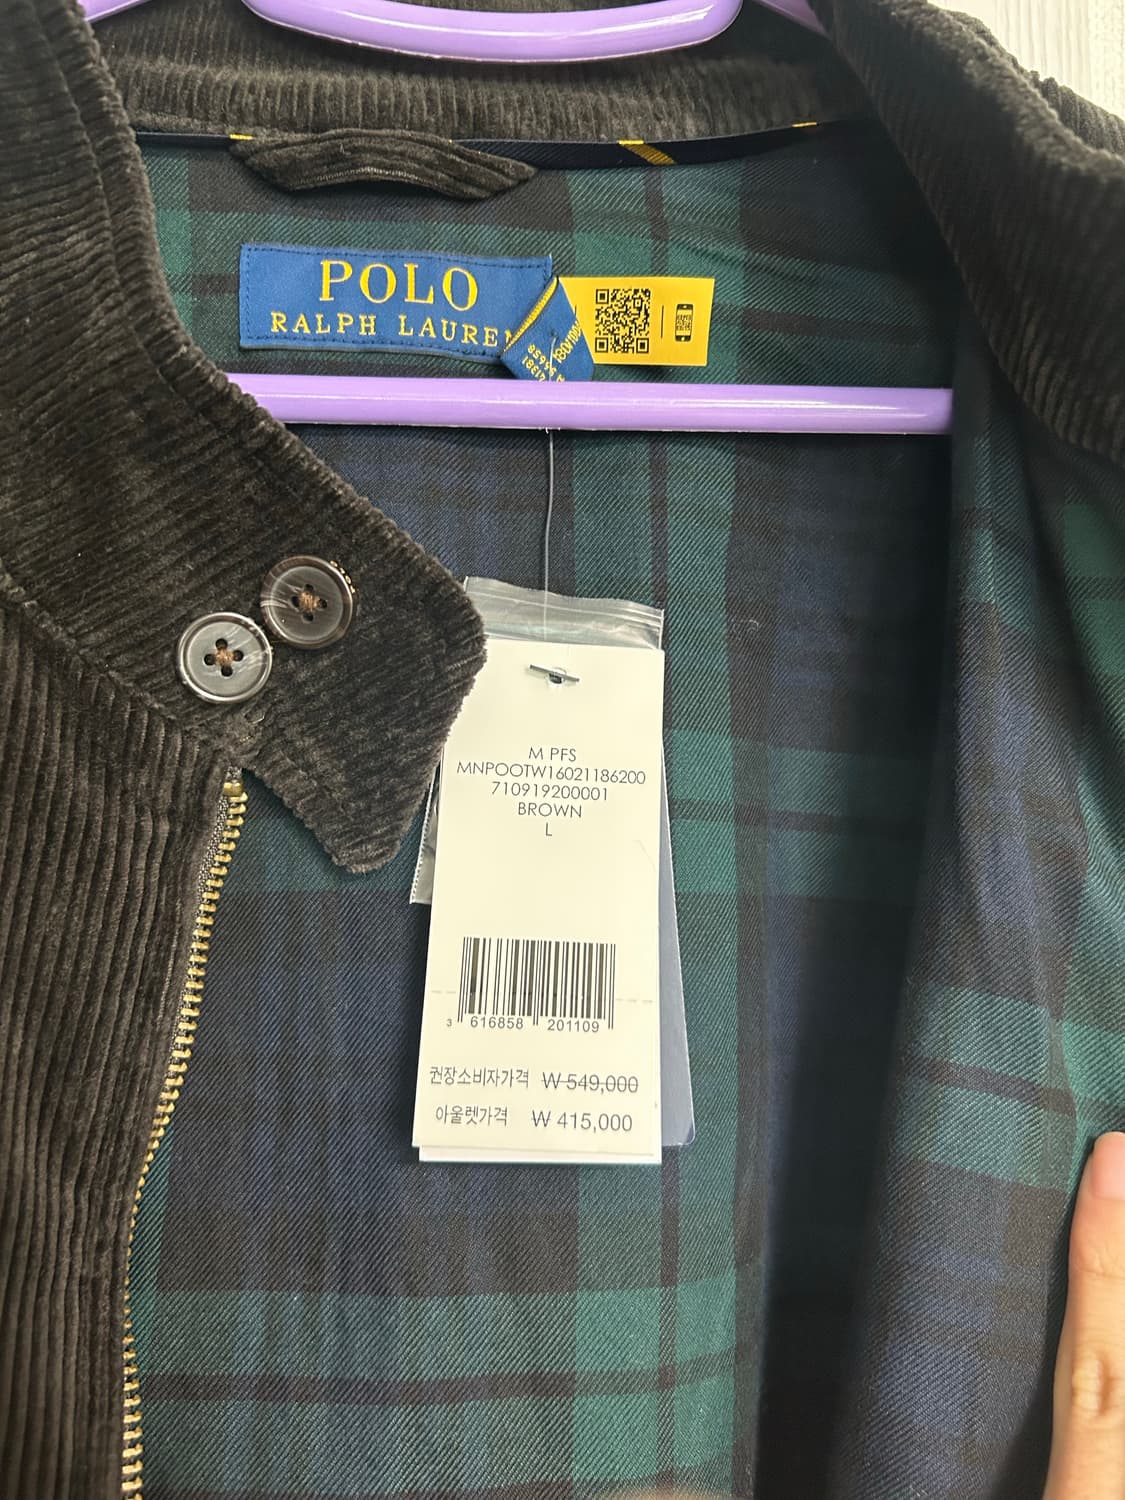 POLO
RALPH LAUREN
M PFS
MNPOOTW16021186200
710919200001
BROWN
L
3 616858 201109
권장소비자가격 ₩ 549,000
아울렛가격 ₩ 415,000